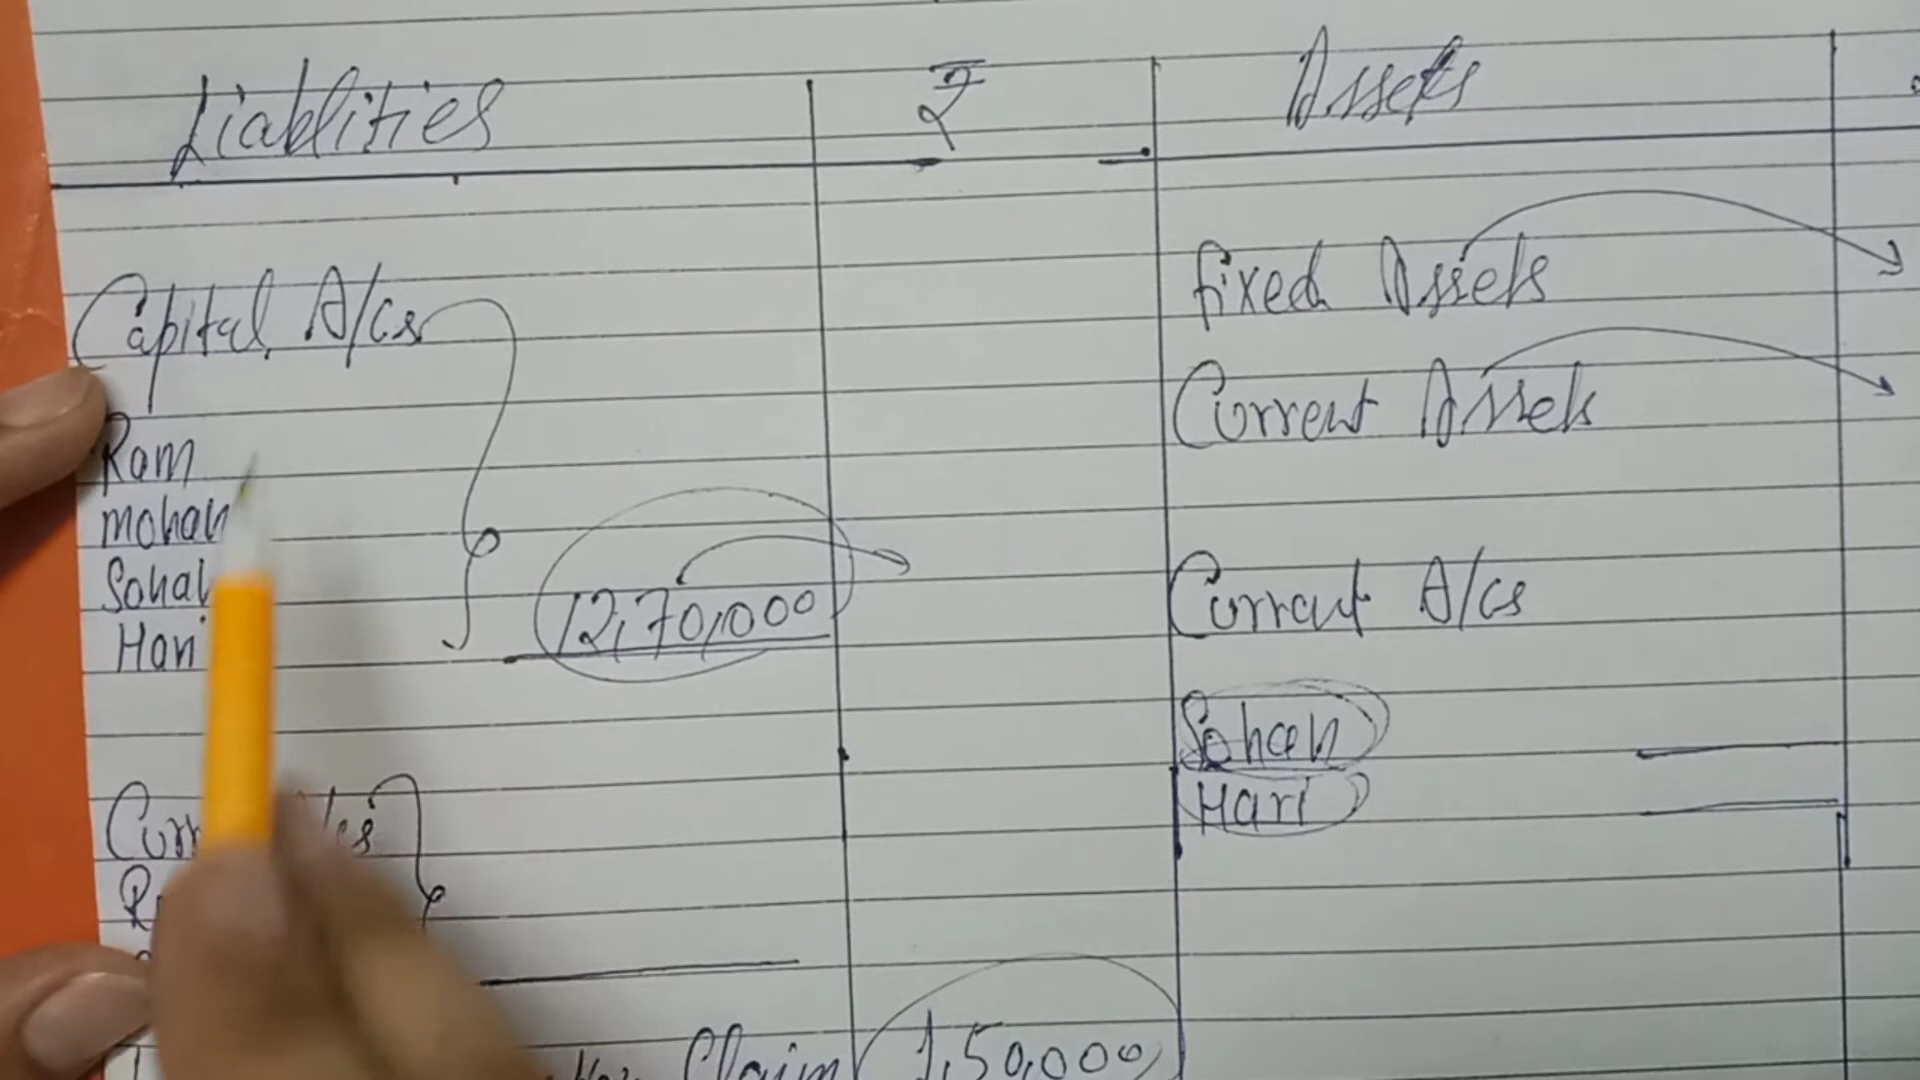 Liablities ₹ Assets
Capital A/cs
Ram
Mohan
Sohan
Hari
12,70,000
Claim 1,50,000
Fixed Assets
Current Assets
Current A/cs
Sohan
Hari